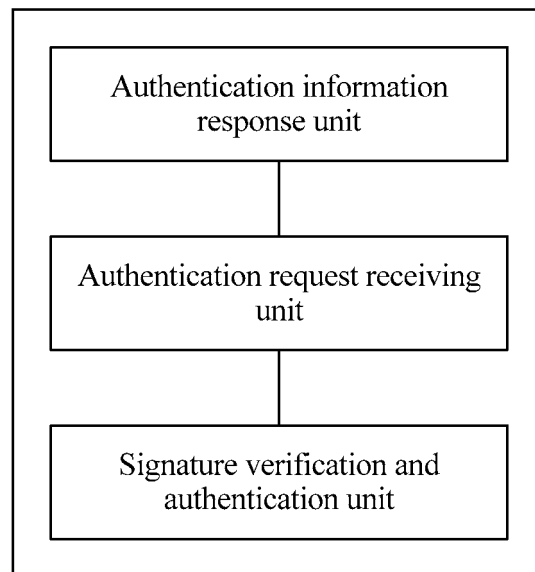 Authentication information
response unit
Authentication request receiving
unit
Signature verification and
authentication unit